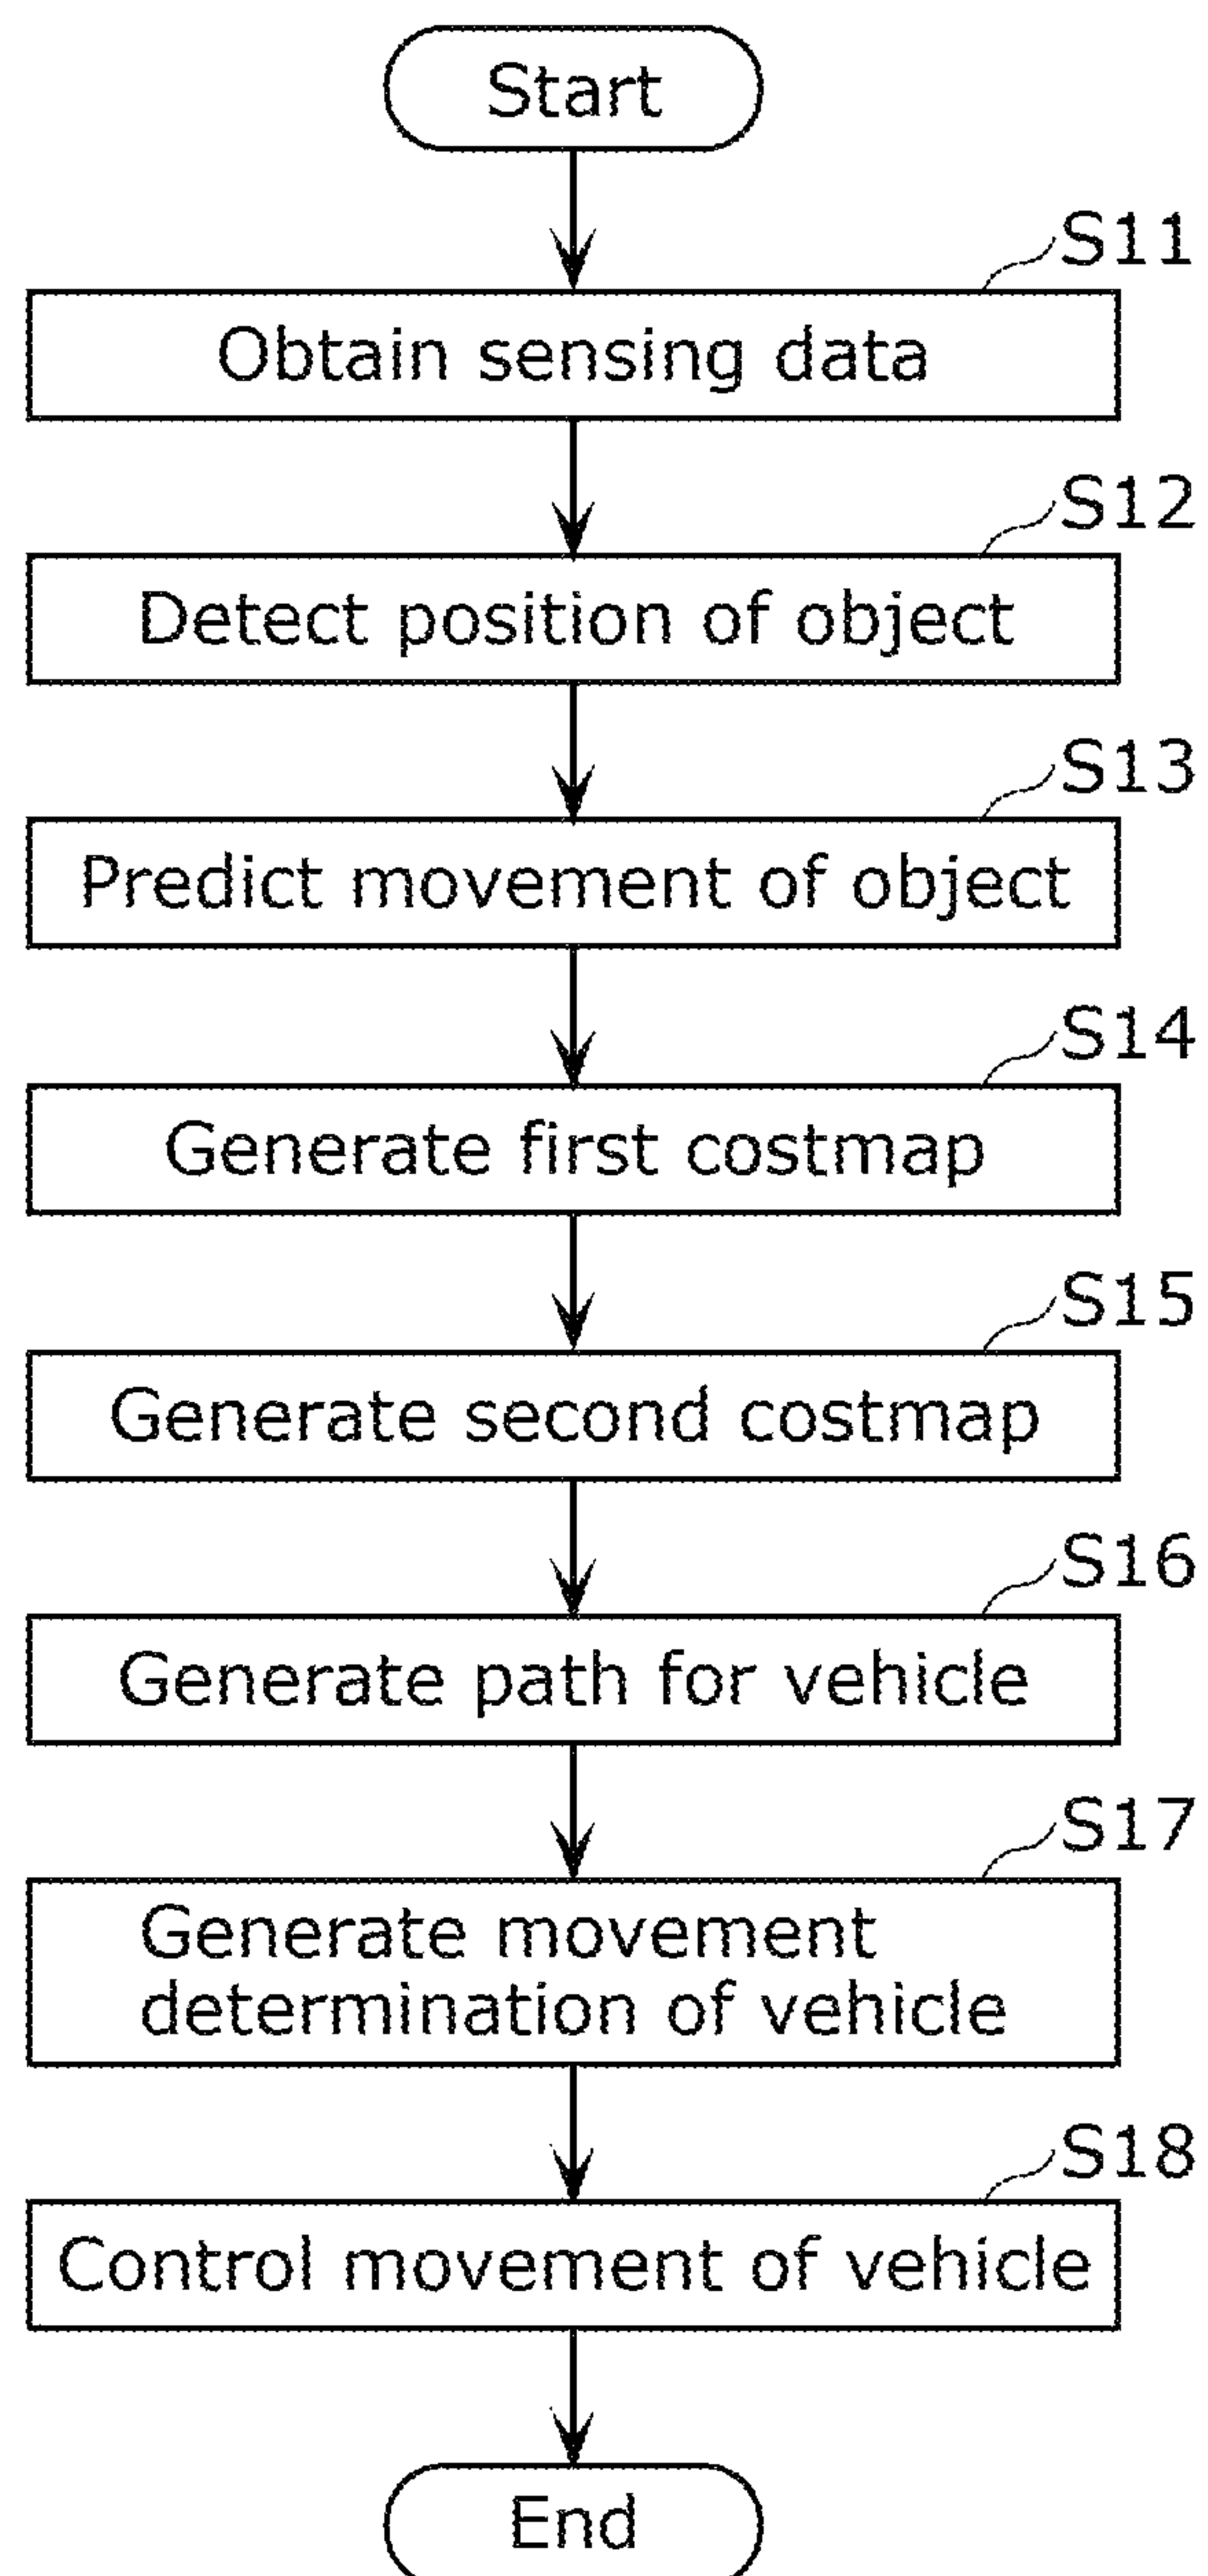 Start
S11
Obtain sensing data
S12
Detect position of object
S13
Predict movement of object
S14
Generate first costmap
S15
Generate second costmap
S16
Generate path for vehicle
S17
Generate movement
determination of vehicle
S18
Control movement of vehicle
End